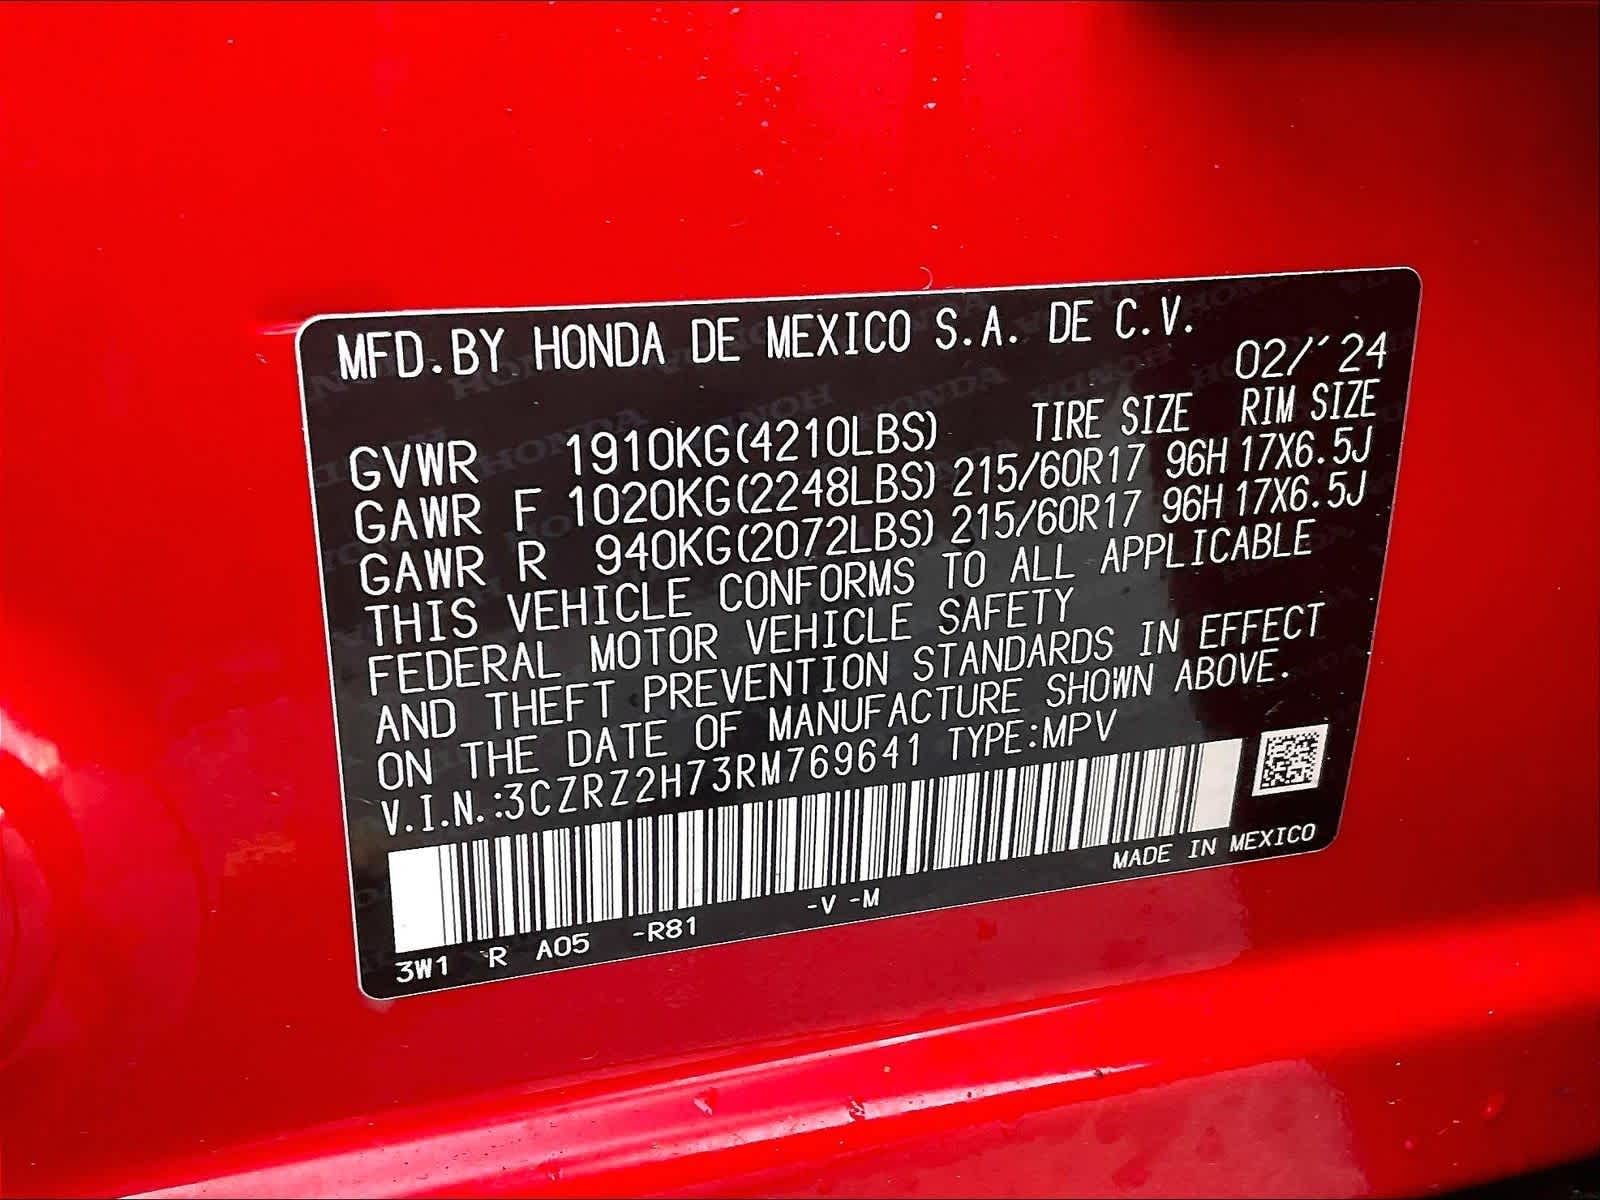 MFD.BY HONDA DE MEXICO S.A. DE C.V.
02/´24
GVWR 1910KG(4210LBS) TIRE SIZE RIM SIZE
GAWR F 1020KG(2248LBS) 215/60R17 96H 17X6.5J
GAWR R 940KG(2072LBS) 215/60R17 96H 17X6.5J
THIS VEHICLE CONFORMS TO ALL APPLICABLE
FEDERAL MOTOR VEHICLE SAFETY
AND THEFT PREVENTION STANDARDS IN EFFECT
ON THE DATE OF MANUFACTURE SHOWN ABOVE.
V.I.N.:3CZRZ2H73RM769641 TYPE:MPV
MADE IN MEXICO
3W1 R A05 -R81 -V -M